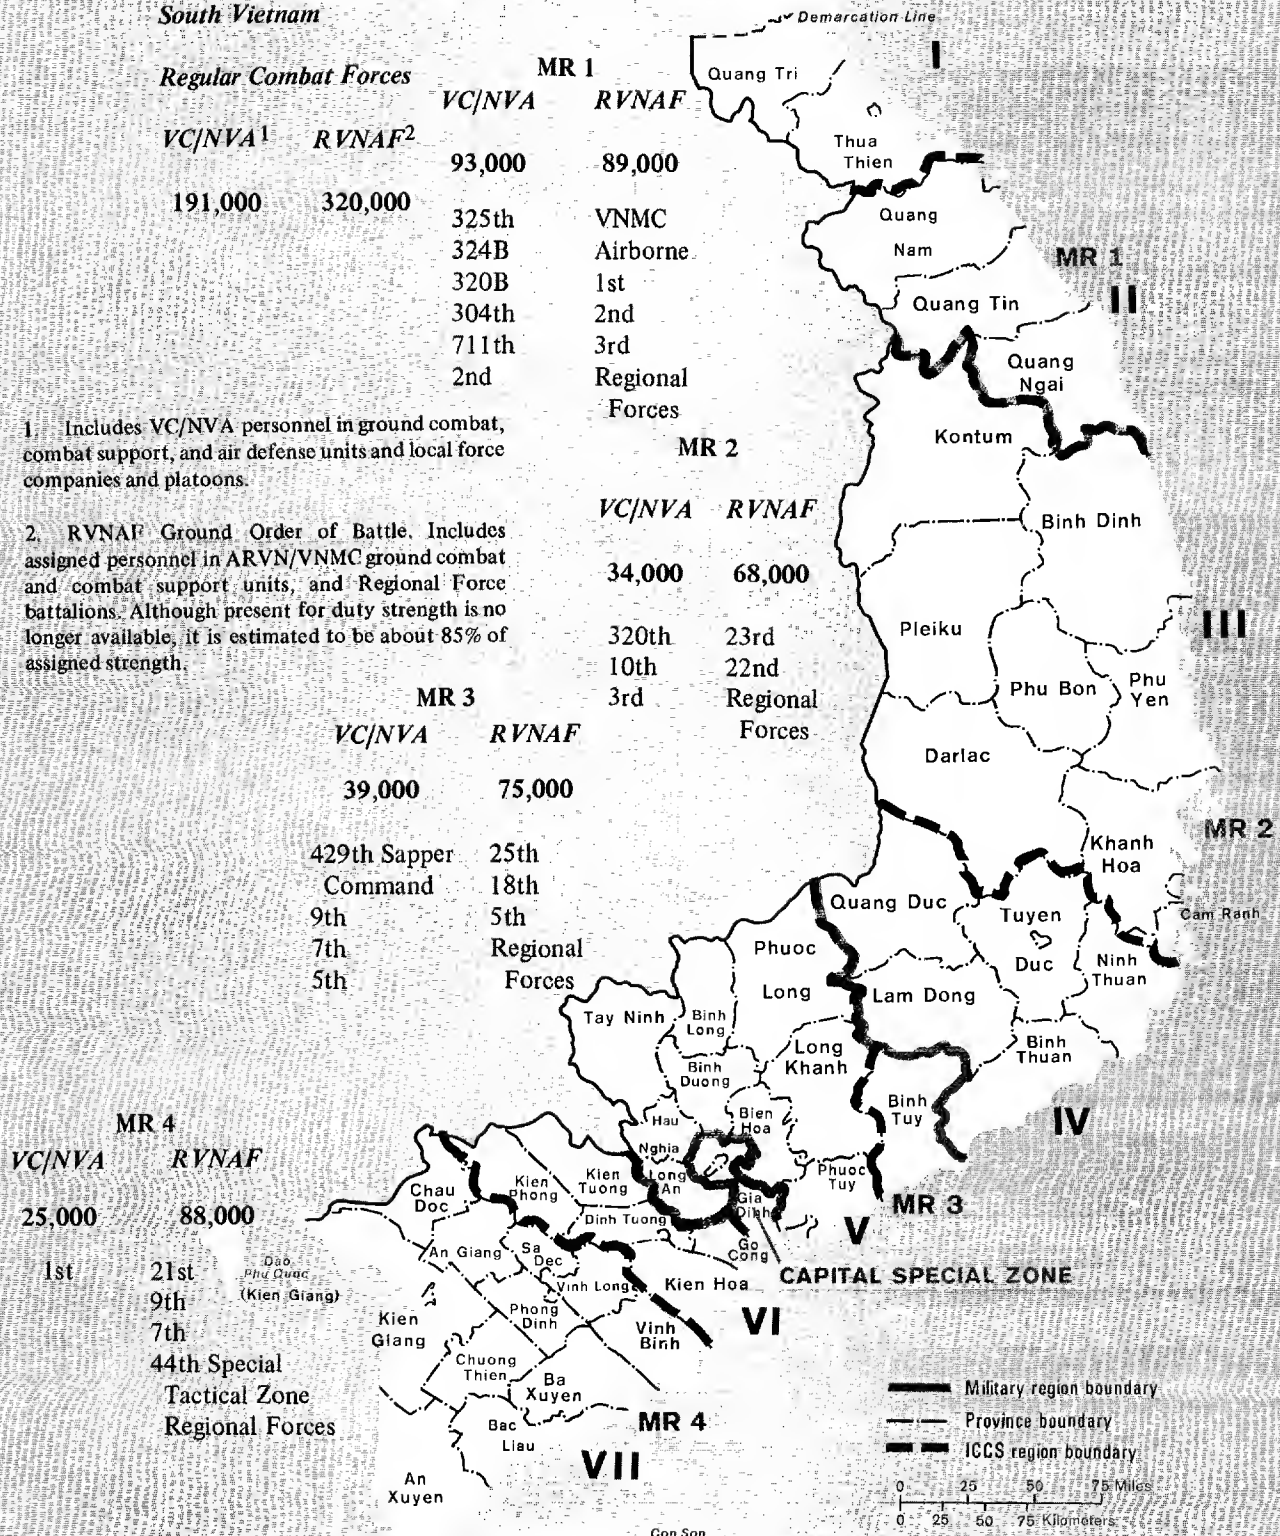 South Vietnam
Regular Combat Forces
VC/NVA1 RVNAF2
191,000 320,000
MR 1
VC/NVA RVNAF
93,000 89,000
325th VNMC
324B Airborne
320B 1st
304th 2nd
711th 3rd
2nd Regional
Forces
1. Includes VC/NVA personnel in ground combat,
combat support, and air defense units and local force
companies and platoons.
2. RVNAF Ground Order of Battle. Includes
assigned personnel in ARVN/VNMC ground combat
and combat support units, and Regional Force
battalions. Although present for duty strength is no
longer available, it is estimated to be about 85% of
assigned strength.
MR 2
VC/NVA RVNAF
34,000 68,000
320th 23rd
10th 22nd
3rd Regional
Forces
MR 3
VC/NVA RVNAF
39,000 75,000
429th Sapper 25th
Command 18th
9th 5th
7th Regional
5th Forces
MR 4
VC/NVA RVNAF
25,000 88,000
1st 21st
9th
7th
44th Special
Tactical Zone
Regional Forces
Demarcation Line
I
Quang Tri
Thua
Thien
Quang
Nam
MR 1
II
Quang Tin
Quang
Ngai
Kontum
Binh Dinh
III
Pleiku
Phu Bon
Phu
Yen
Darlac
MR 2
Khanh
Hoa
Quang Duc
Tuyen
Duc
Cam Ranh
Ninh
Thuan
Phuoc
Long
Lam Dong
Tay Ninh
Binh
Long
Long
Khanh
Binh
Thuan
Binh
Duong
Binh
Tuy
IV
Hau
Nghia
Bien
Hoa
Long
An
Phuoc
Tuy
MR 3
V
Gia
Dinh
Go
Cong
CAPITAL SPECIAL ZONE
Chau
Doc
Kien
Phong
Kien
Tuong
Dinh Tuong
An Giang
Sa
Dec
Vinh Long
Kien Hoa
VI
Dao
Phu Quoc
(Kien Giang)
Kien
Giang
Phong
Dinh
Vinh
Binh
Chuong
Thien
Ba
Xuyen
MR 4
Bac
Liau
VII
An
Xuyen
Con Son
Military region boundary
Province boundary
ICCS region boundary
0 25 50 75 Miles
0 25 50 75 Kilometers